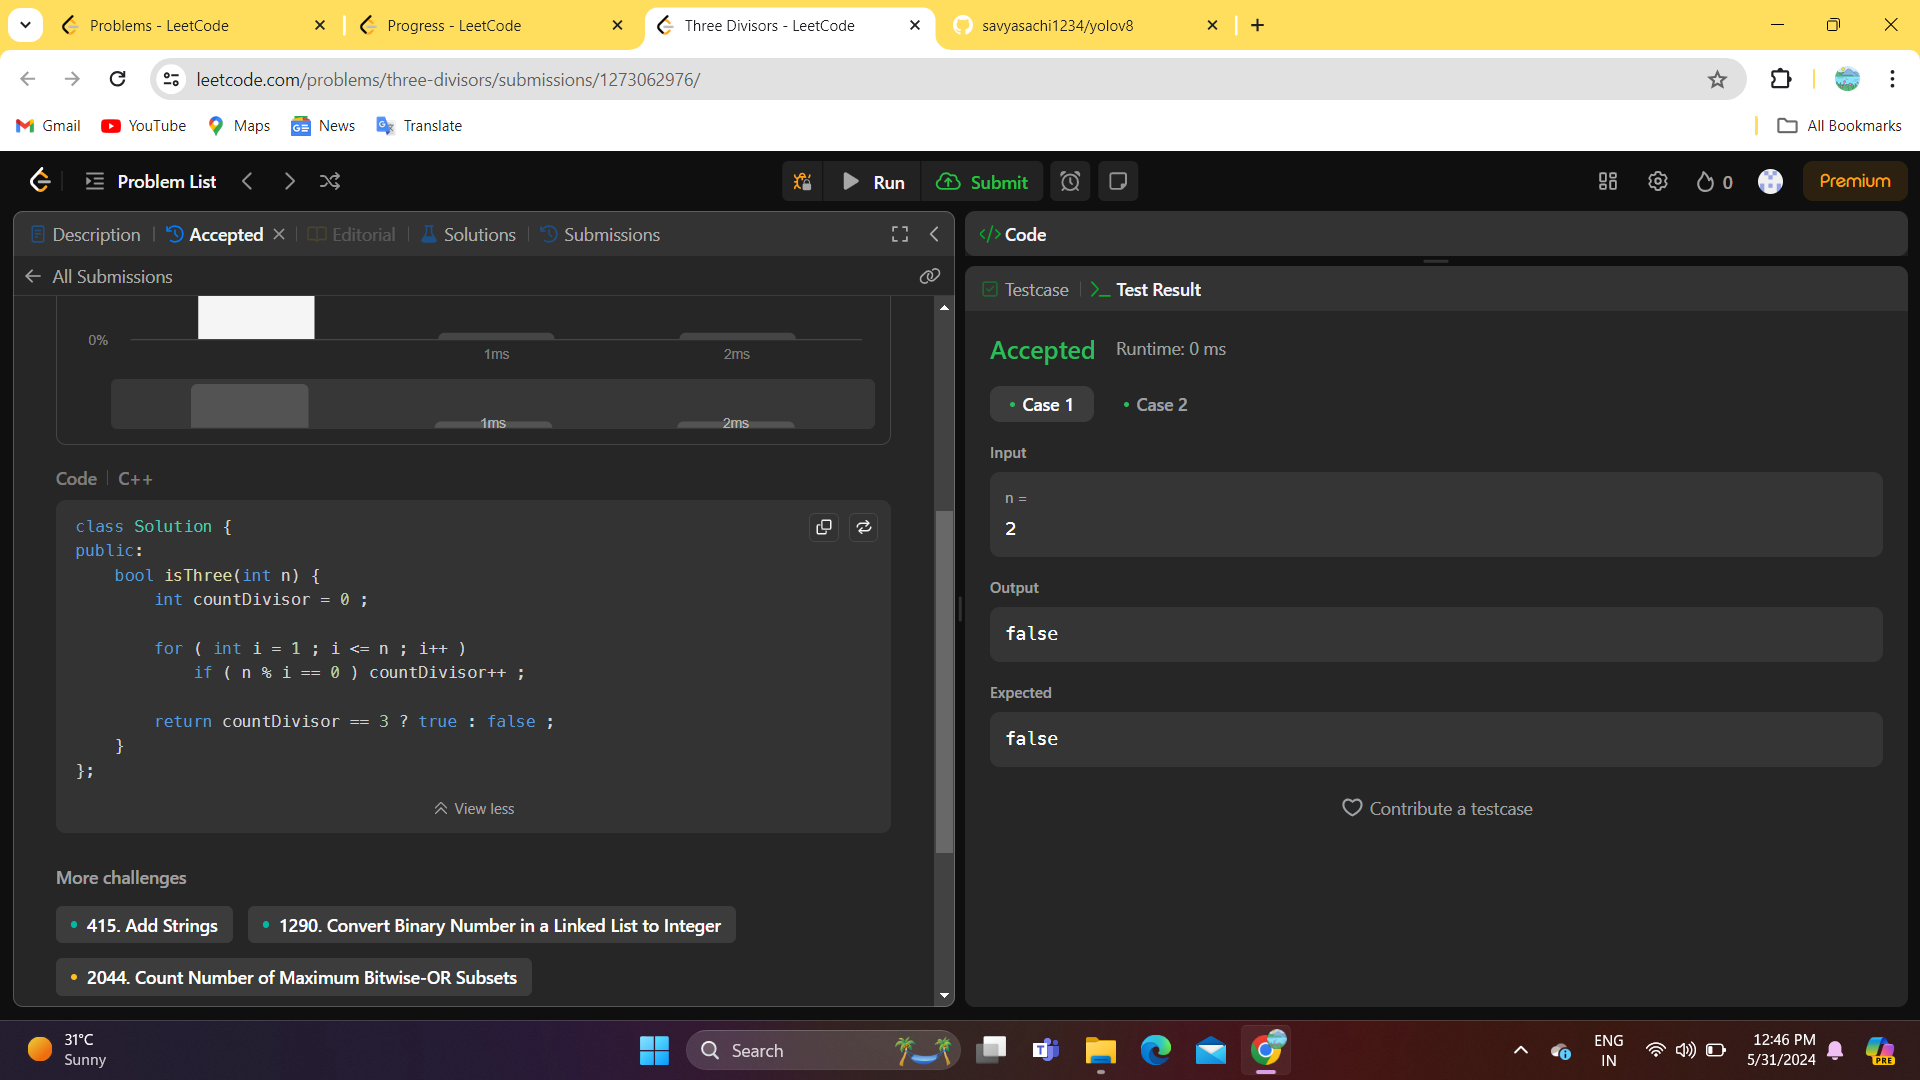 Problems - LeetCode
Progress - LeetCode
Three Divisors - LeetCode
savyasachi1234/yolov8
leetcode.com/problems/three-divisors/submissions/1273062976/
Gmail YouTube Maps News Translate All Bookmarks
Problem List Run Submit 0 Premium
Description Accepted Editorial Solutions Submissions
All Submissions
0%
1ms 2ms
1ms 2ms
Code C++
class Solution {
public:
    bool isThree(int n) {
        int countDivisor = 0 ;
        for ( int i = 1 ; i <= n ; i++ )
            if ( n % i == 0 ) countDivisor++ ;
        return countDivisor == 3 ? true : false ;
    }
};
View less
More challenges
415. Add Strings
1290. Convert Binary Number in a Linked List to Integer
2044. Count Number of Maximum Bitwise-OR Subsets
</> Code
Testcase >_ Test Result
Accepted Runtime: 0 ms
Case 1 Case 2
Input
n =
2
Output
false
Expected
false
Contribute a testcase
31°C
Sunny
Search
ENG
IN
12:46 PM
5/31/2024
PRE